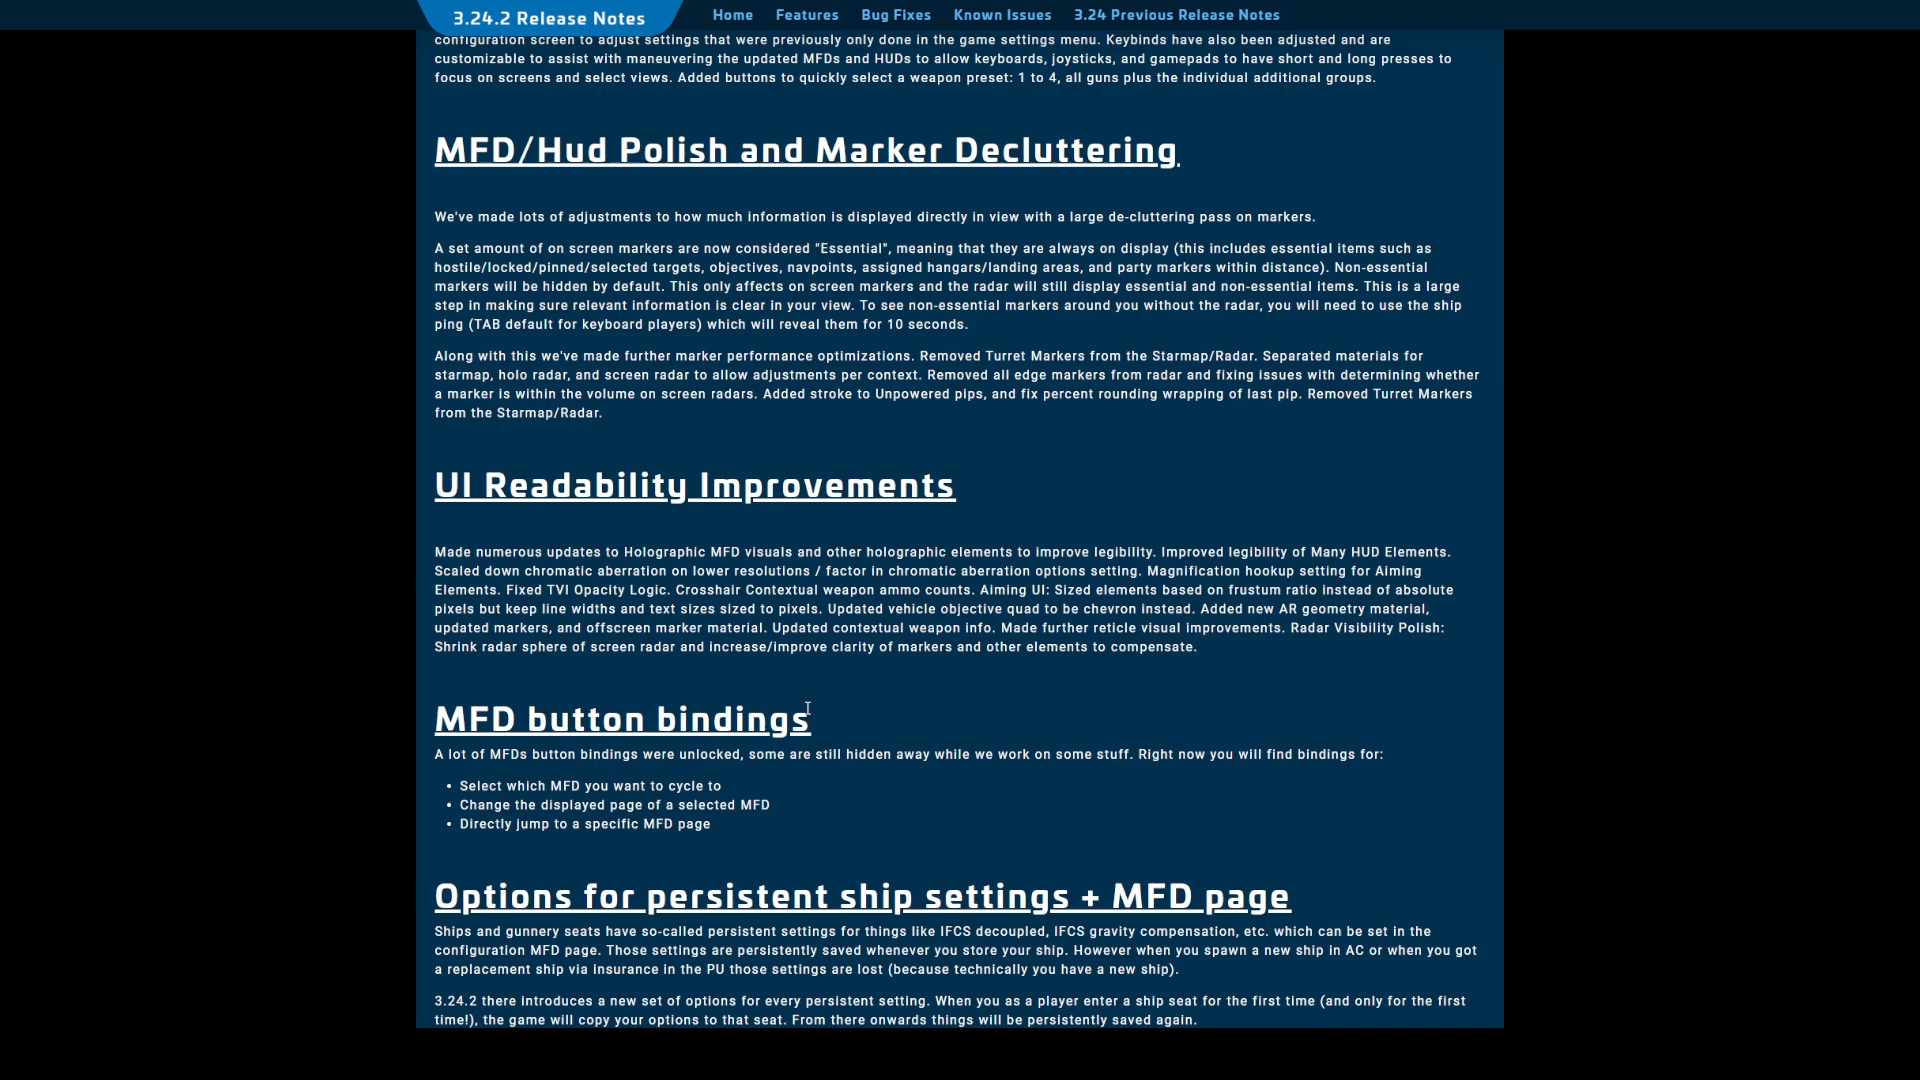 3.24.2 Release Notes
Home Features Bug Fixes Known Issues 3.24 Previous Release Notes
configuration screen to adjust settings that were previously only done in the game settings menu. Keybinds have also been adjusted and are
customizable to assist with maneuvering the updated MFDs and HUDs to allow keyboards, joysticks, and gamepads to have short and long presses to
focus on screens and select views. Added buttons to quickly select a weapon preset: 1 to 4, all guns plus the individual additional groups.
MFD/Hud Polish and Marker Decluttering
We've made lots of adjustments to how much information is displayed directly in view with a large de-cluttering pass on markers.
A set amount of on screen markers are now considered "Essential", meaning that they are always on display (this includes essential items such as
hostile/locked/pinned/selected targets, objectives, navpoints, assigned hangars/landing areas, and party markers within distance). Non-essential
markers will be hidden by default. This only affects on screen markers and the radar will still display essential and non-essential items. This is a large
step in making sure relevant information is clear in your view. To see non-essential markers around you without the radar, you will need to use the ship
ping (TAB default for keyboard players) which will reveal them for 10 seconds.
Along with this we've made further marker performance optimizations. Removed Turret Markers from the Starmap/Radar. Separated materials for
starmap, holo radar, and screen radar to allow adjustments per context. Removed all edge markers from radar and fixing issues with determining whether
a marker is within the volume on screen radars. Added stroke to Unpowered pips, and fix percent rounding wrapping of last pip. Removed Turret Markers
from the Starmap/Radar.
UI Readability Improvements
Made numerous updates to Holographic MFD visuals and other holographic elements to improve legibility. Improved legibility of Many HUD Elements.
Scaled down chromatic aberration on lower resolutions / factor in chromatic aberration options setting. Magnification hookup setting for Aiming
Elements. Fixed TVI Opacity Logic. Crosshair Contextual weapon ammo counts. Aiming UI: Sized elements based on frustum ratio instead of absolute
pixels but keep line widths and text sizes sized to pixels. Updated vehicle objective quad to be chevron instead. Added new AR geometry material,
updated markers, and offscreen marker material. Updated contextual weapon info. Made further reticle visual improvements. Radar Visibility Polish:
Shrink radar sphere of screen radar and increase/improve clarity of markers and other elements to compensate.
MFD button bindings
A lot of MFDs button bindings were unlocked, some are still hidden away while we work on some stuff. Right now you will find bindings for:
• Select which MFD you want to cycle to
• Change the displayed page of a selected MFD
• Directly jump to a specific MFD page
Options for persistent ship settings + MFD page
Ships and gunnery seats have so-called persistent settings for things like IFCS decoupled, IFCS gravity compensation, etc. which can be set in the
configuration MFD page. Those settings are persistently saved whenever you store your ship. However when you spawn a new ship in AC or when you got
a replacement ship via insurance in the PU those settings are lost (because technically you have a new ship).
3.24.2 there introduces a new set of options for every persistent setting. When you as a player enter a ship seat for the first time (and only for the first
time!), the game will copy your options to that seat. From there onwards things will be persistently saved again.